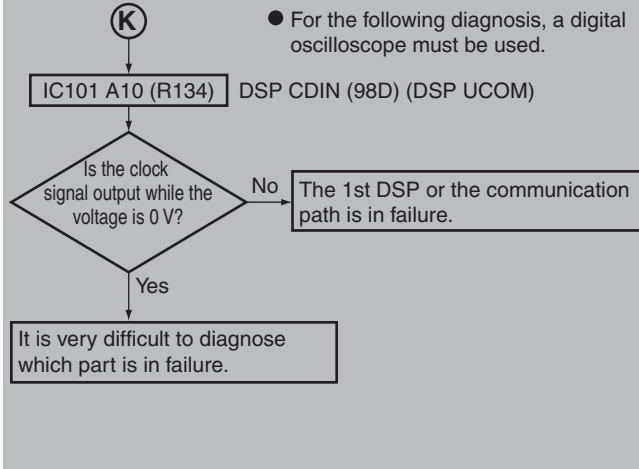 K
● For the following diagnosis, a digital
oscilloscope must be used.
IC101 A10 (R134) DSP CDIN (98D) (DSP UCOM)
Is the clock
signal output while the
voltage is 0 V?
No
The 1st DSP or the communication
path is in failure.
Yes
It is very difficult to diagnose
which part is in failure.